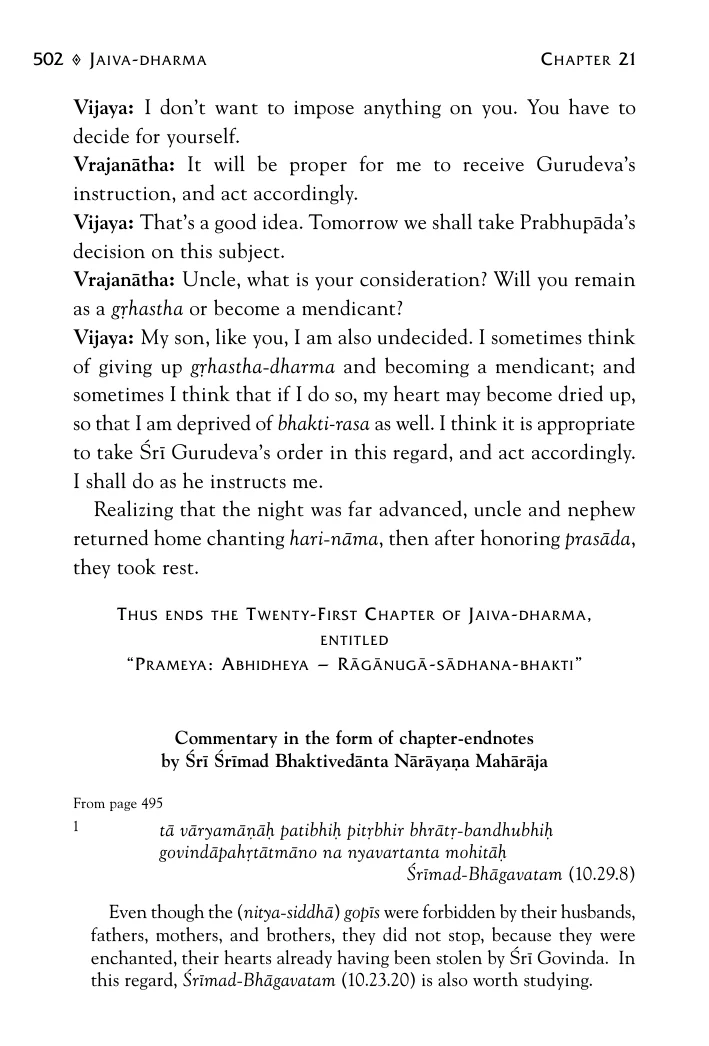 502 ◈ Jaiva-dharma Chapter 21
Vijaya: I don't want to impose anything on you. You have to
decide for yourself.
Vrajanātha: It will be proper for me to receive Gurudeva's
instruction, and act accordingly.
Vijaya: That's a good idea. Tomorrow we shall take Prabhupāda's
decision on this subject.
Vrajanātha: Uncle, what is your consideration? Will you remain
as a gṛhastha or become a mendicant?
Vijaya: My son, like you, I am also undecided. I sometimes think
of giving up gṛhastha-dharma and becoming a mendicant; and
sometimes I think that if I do so, my heart may become dried up,
so that I am deprived of bhakti-rasa as well. I think it is appropriate
to take Śrī Gurudeva's order in this regard, and act accordingly.
I shall do as he instructs me.
Realizing that the night was far advanced, uncle and nephew
returned home chanting hari-nāma, then after honoring prasāda,
they took rest.
Thus ends the Twenty-First Chapter of Jaiva-dharma,
entitled
“Prameya: Abhidheya – Rāgānugā-sādhana-bhakti”
Commentary in the form of chapter-endnotes
by Śrī Śrīmad Bhaktivedānta Nārāyaṇa Mahārāja
From page 495
1 tā vāryamāṇāḥ patibhiḥ pitṛbhir bhrātṛ-bandhubhiḥ
govindāpahṛtātmāno na nyavartanta mohitāḥ
Śrīmad-Bhāgavatam (10.29.8)
Even though the (nitya-siddhā) gopīs were forbidden by their husbands,
fathers, mothers, and brothers, they did not stop, because they were
enchanted, their hearts already having been stolen by Śrī Govinda. In
this regard, Śrīmad-Bhāgavatam (10.23.20) is also worth studying.